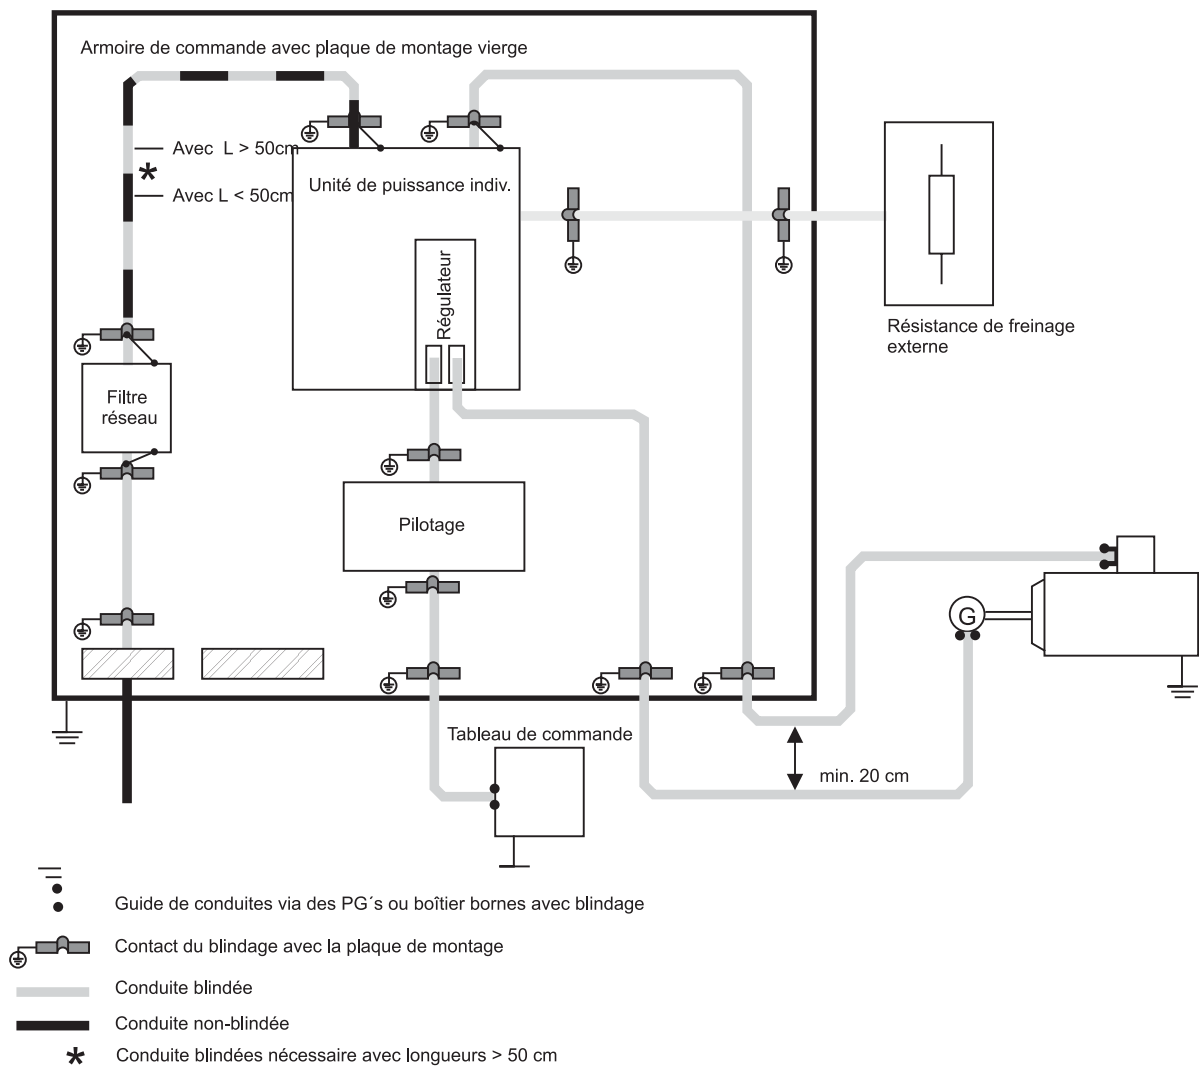 Armoire de commande avec plaque de montage vierge
Avec L > 50cm
*
Avec L < 50cm
Unité de puissance indiv.
Régulateur
Résistance de freinage
externe
Filtre
réseau
Pilotage
G
Tableau de commande
min. 20 cm
Guide de conduites via des PG´s ou boîtier bornes avec blindage
Contact du blindage avec la plaque de montage
Conduite blindée
Conduite non-blindée
* Conduite blindées nécessaire avec longueurs > 50 cm